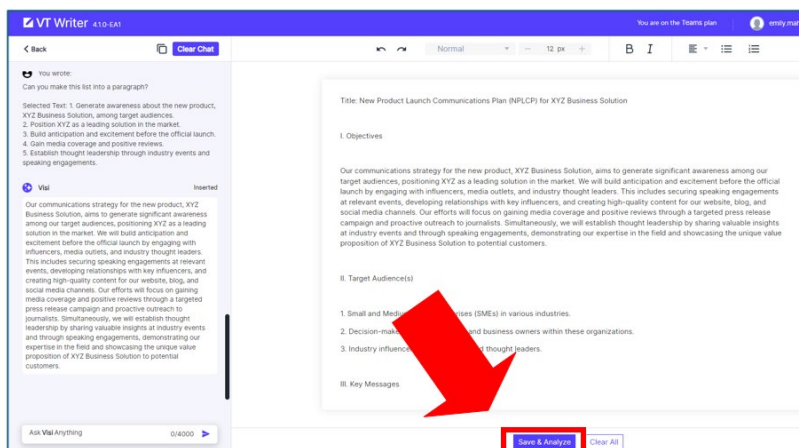 VT Writer 4.1.0-EA1
You are on the Teams plan
emily.mah
Back
Clear Chat
Normal
12 px
B I
You wrote:
Can you make this list into a paragraph?
Selected Text: 1. Generate awareness about the new product,
XYZ Business Solution, among target audiences.
2. Position XYZ as a leading solution in the market.
3. Build anticipation and excitement before the official launch.
4. Gain media coverage and positive reviews.
5. Establish thought leadership through industry events and
speaking engagements.
Visi
Inserted
Our communications strategy for the new product, XYZ
Business Solution, aims to generate significant awareness
among our target audiences, positioning XYZ as a leading
solution in the market. We will build anticipation and
excitement before the official launch by engaging with
influencers, media outlets, and industry thought leaders.
This includes securing speaking engagements at relevant
events, developing relationships with key influencers, and
creating high-quality content for our website, blog, and
social media channels. Our efforts will focus on gaining
media coverage and positive reviews through a targeted
press release campaign and proactive outreach to
journalists. Simultaneously, we will establish thought
leadership by sharing valuable insights at industry events
and through speaking engagements, demonstrating our
expertise in the field and showcasing the unique value
proposition of XYZ Business Solution to potential
customers.
Ask Visi Anything
0/4000
Title: New Product Launch Communications Plan (NPLCP) for XYZ Business Solution
I. Objectives
Our communications strategy for the new product, XYZ Business Solution, aims to generate significant awareness among our
target audiences, positioning XYZ as a leading solution in the market. We will build anticipation and excitement before the official
launch by engaging with influencers, media outlets, and industry thought leaders. This includes securing speaking engagements
at relevant events, developing relationships with key influencers, and creating high-quality content for our website, blog, and
social media channels. Our efforts will focus on gaining media coverage and positive reviews through a targeted press release
campaign and proactive outreach to journalists. Simultaneously, we will establish thought leadership by sharing valuable insights
at industry events and through speaking engagements, demonstrating our expertise in the field and showcasing the unique value
proposition of XYZ Business Solution to potential customers.
II. Target Audience(s)
1. Small and Mediu rises (SMEs) in various industries.
2. Decision-make and business owners within these organizations.
3. Industry influence d thought leaders.
III. Key Messages
Save & Analyze
Clear All